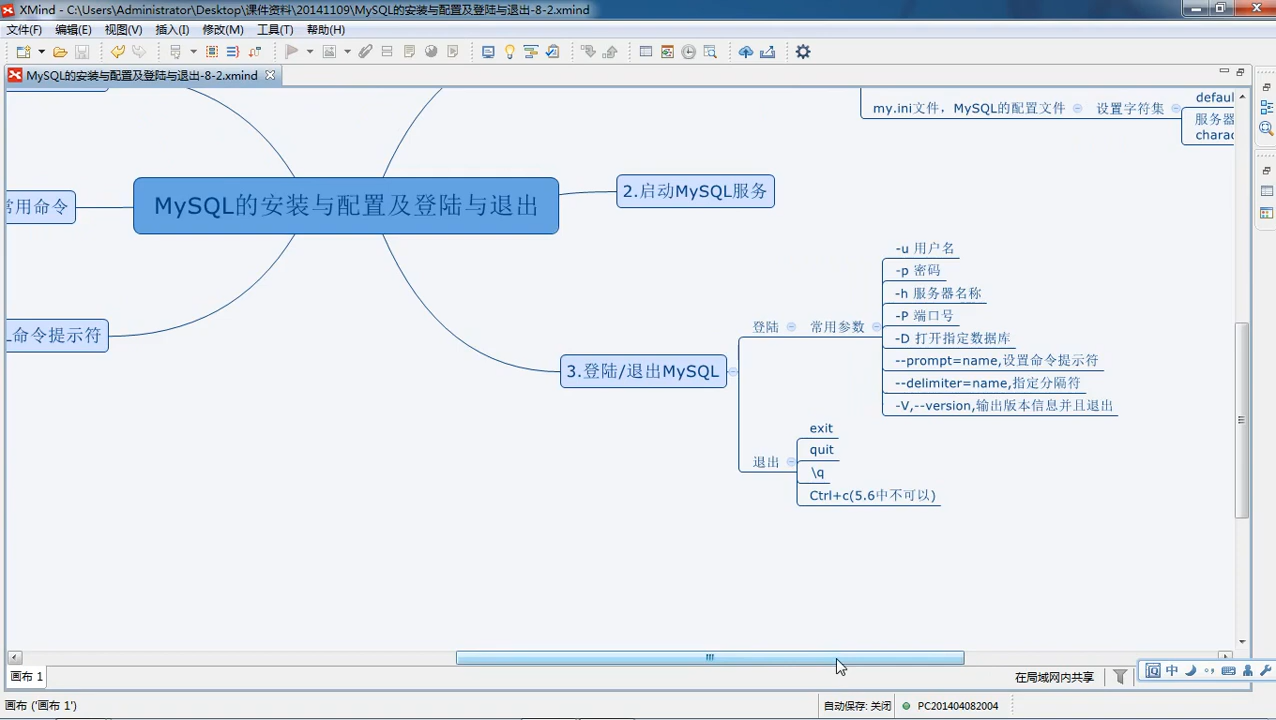 XMind - C:\Users\Administrator\Desktop\课件资料\20141109\MySQL的安装与配置及登陆与退出-8-2.xmind
文件(F) 编辑(E) 视图(V) 插入(I) 修改(M) 工具(T) 帮助(H)
MySQL的安装与配置及登陆与退出-8-2.xmind
my.ini文件，MySQL的配置文件
设置字符集
defaul
服务器
charac
MySQL的安装与配置及登陆与退出
常用命令
命令提示符
2.启动MySQL服务
3.登陆/退出MySQL
登陆
常用参数
-u 用户名
-p 密码
-h 服务器名称
-P 端口号
-D 打开指定数据库
--prompt=name,设置命令提示符
--delimiter=name,指定分隔符
-V,--version,输出版本信息并且退出
退出
exit
quit
\q
Ctrl+c(5.6中不可以)
画布 1
在局域网内共享
中
画布 ('画布 1')
自动保存: 关闭
PC201404082004